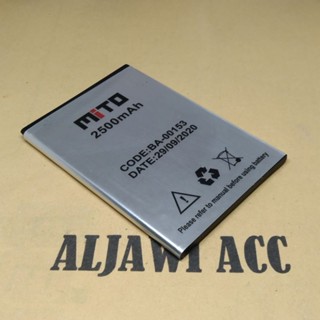 MITO
2500mAh
CODE:BA-00153
DATE:29/09/2020
Please refer to manual before using battery
ALJAWI ACC